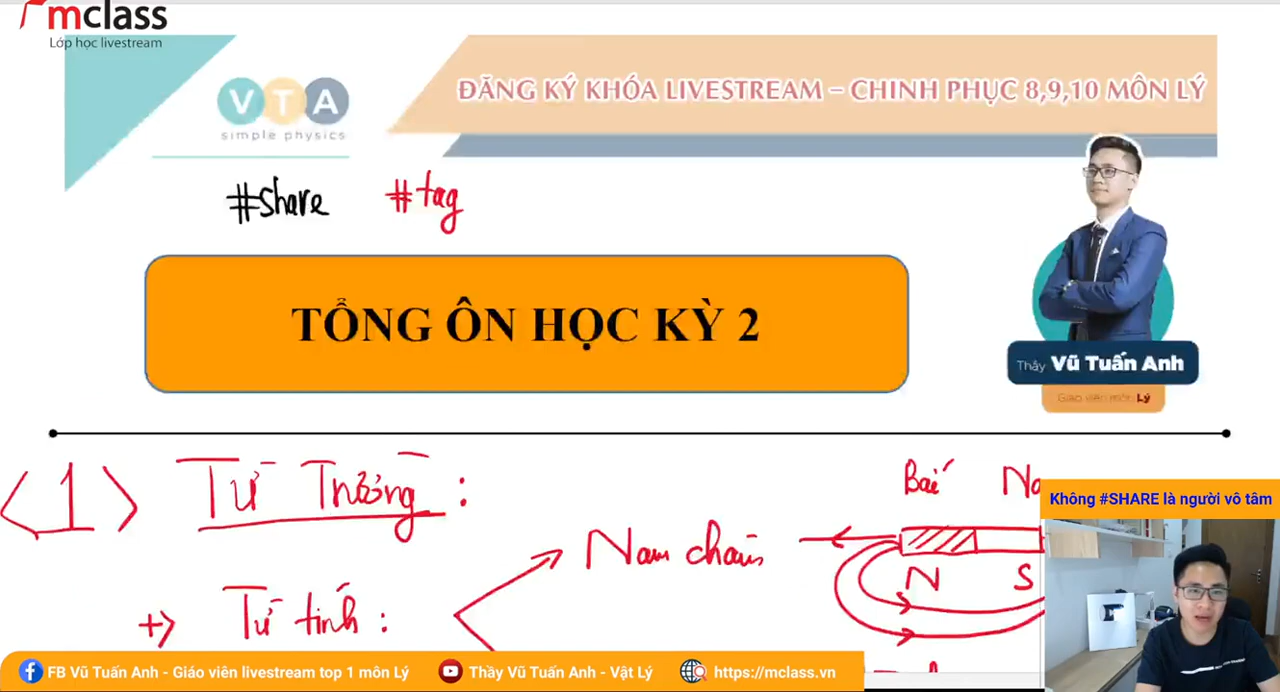 mclass
Lớp học livestream
VTA
simple physics
ĐĂNG KÝ KHÓA LIVESTREAM – CHINH PHỤC 8,9,10 MÔN LÝ
#share #tag
TỔNG ÔN HỌC KỲ 2
Thầy Vũ Tuấn Anh
Giáo viên môn Lý
<1> Từ Trường :
Bắc
Không #SHARE là người vô tâm
Nam châm
N S
+> Từ tính :
FB Vũ Tuấn Anh - Giáo viên livestream top 1 môn Lý
Thầy Vũ Tuấn Anh - Vật Lý
https://mclass.vn